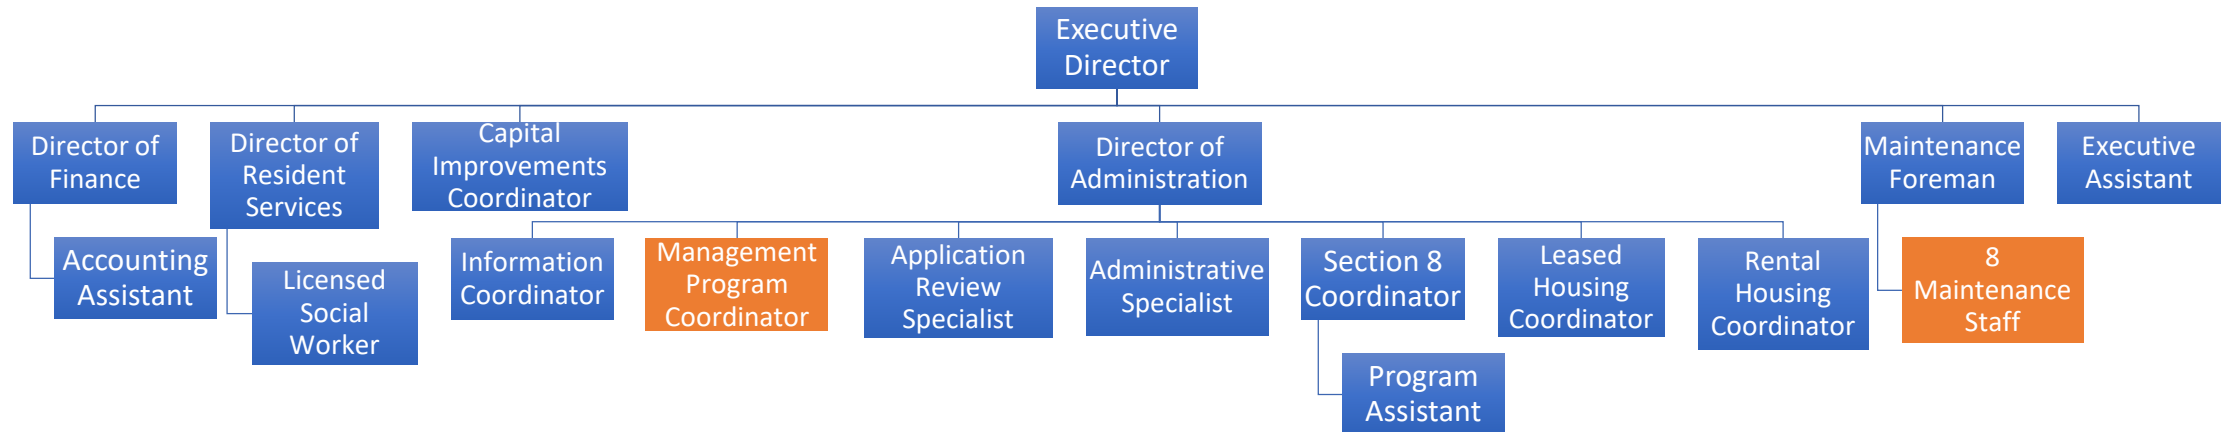 Executive
Director
Director of
Finance
Director of
Resident
Services
Capital
Improvements
Coordinator
Director of
Administration
Maintenance
Foreman
Executive
Assistant
Accounting
Assistant
Licensed
Social
Worker
Information
Coordinator
Management
Program
Coordinator
Application
Review
Specialist
Administrative
Specialist
Section 8
Coordinator
Leased
Housing
Coordinator
Rental
Housing
Coordinator
8
Maintenance
Staff
Program
Assistant